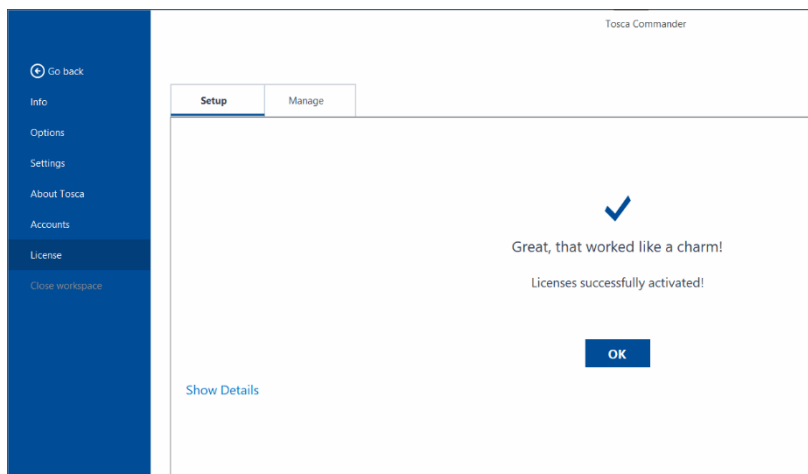 Tosca Commander
Go back
Info
Options
Settings
About Tosca
Accounts
License
Close workspace
Setup
Manage
Great, that worked like a charm!
Licenses successfully activated!
OK
Show Details